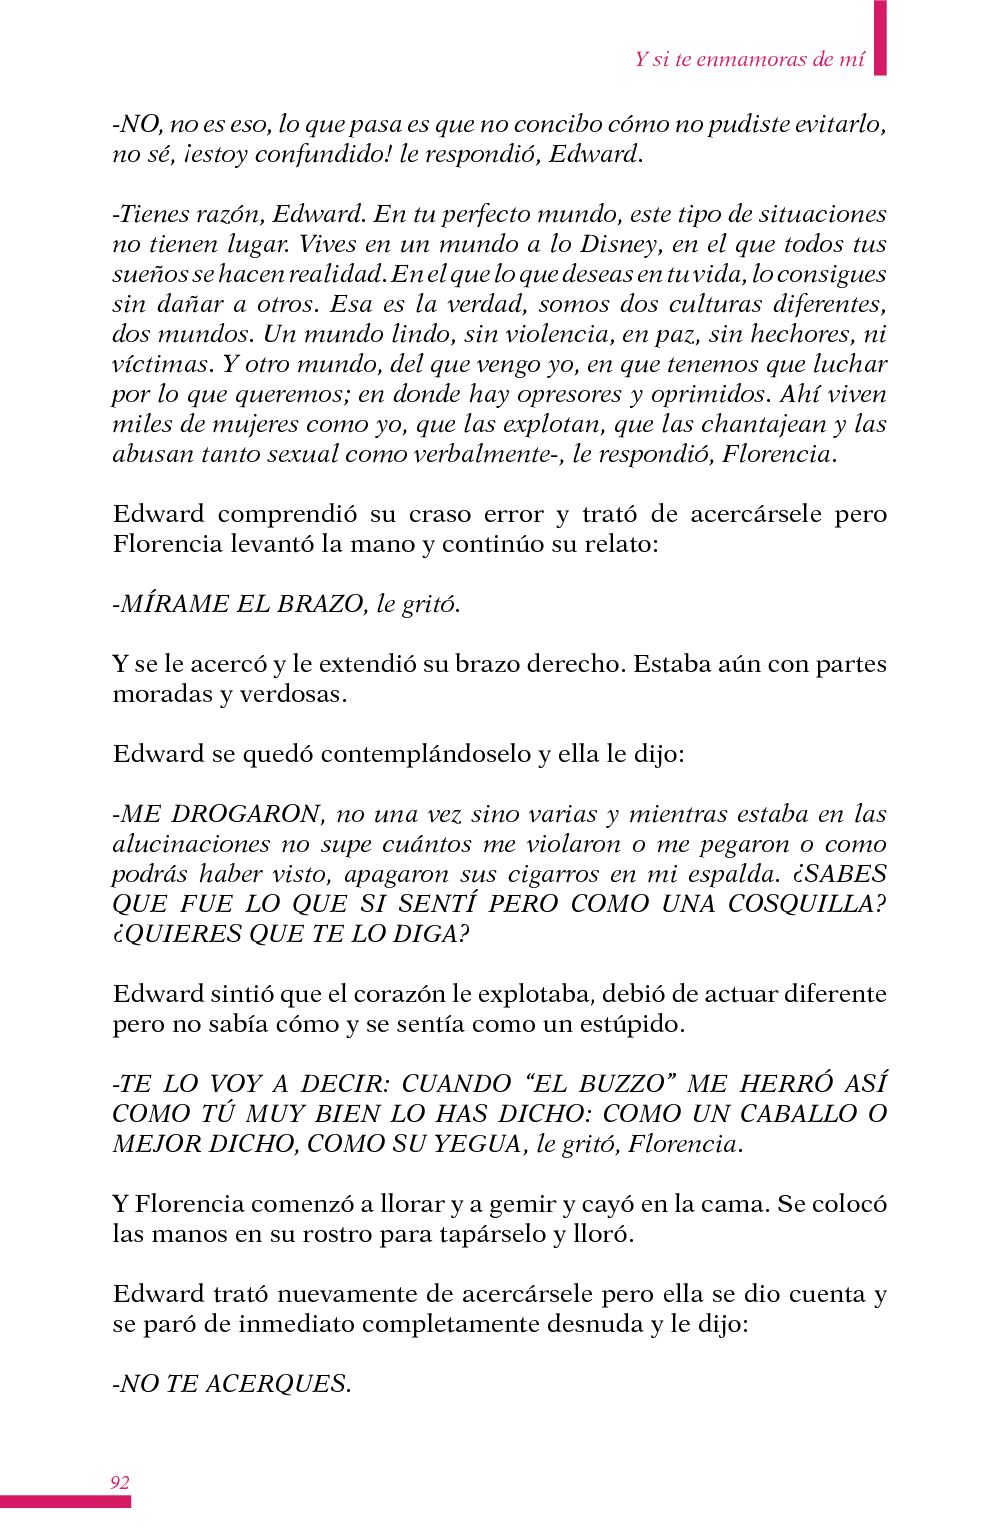 Y si te enmamoras de mí
-NO, no es eso, lo que pasa es que no concibo cómo no pudiste evitarlo,
no sé, ¡estoy confundido! le respondió, Edward.
-Tienes razón, Edward. En tu perfecto mundo, este tipo de situaciones
no tienen lugar. Vives en un mundo a lo Disney, en el que todos tus
sueños se hacen realidad. En el que lo que deseas en tu vida, lo consigues
sin dañar a otros. Esa es la verdad, somos dos culturas diferentes,
dos mundos. Un mundo lindo, sin violencia, en paz, sin hechores, ni
víctimas. Y otro mundo, del que vengo yo, en que tenemos que luchar
por lo que queremos; en donde hay opresores y oprimidos. Ahí viven
miles de mujeres como yo, que las explotan, que las chantajean y las
abusan tanto sexual como verbalmente-, le respondió, Florencia.
Edward comprendió su craso error y trató de acercársele pero
Florencia levantó la mano y continúo su relato:
-MÍRAME EL BRAZO, le gritó.
Y se le acercó y le extendió su brazo derecho. Estaba aún con partes
moradas y verdosas.
Edward se quedó contemplándoselo y ella le dijo:
-ME DROGARON, no una vez sino varias y mientras estaba en las
alucinaciones no supe cuántos me violaron o me pegaron o como
podrás haber visto, apagaron sus cigarros en mi espalda. ¿SABES
QUE FUE LO QUE SI SENTÍ PERO COMO UNA COSQUILLA?
¿QUIERES QUE TE LO DIGA?
Edward sintió que el corazón le explotaba, debió de actuar diferente
pero no sabía cómo y se sentía como un estúpido.
-TE LO VOY A DECIR: CUANDO “EL BUZZO” ME HERRÓ ASÍ
COMO TÚ MUY BIEN LO HAS DICHO: COMO UN CABALLO O
MEJOR DICHO, COMO SU YEGUA, le gritó, Florencia.
Y Florencia comenzó a llorar y a gemir y cayó en la cama. Se colocó
las manos en su rostro para tapárselo y lloró.
Edward trató nuevamente de acercársele pero ella se dio cuenta y
se paró de inmediato completamente desnuda y le dijo:
-NO TE ACERQUES.
92